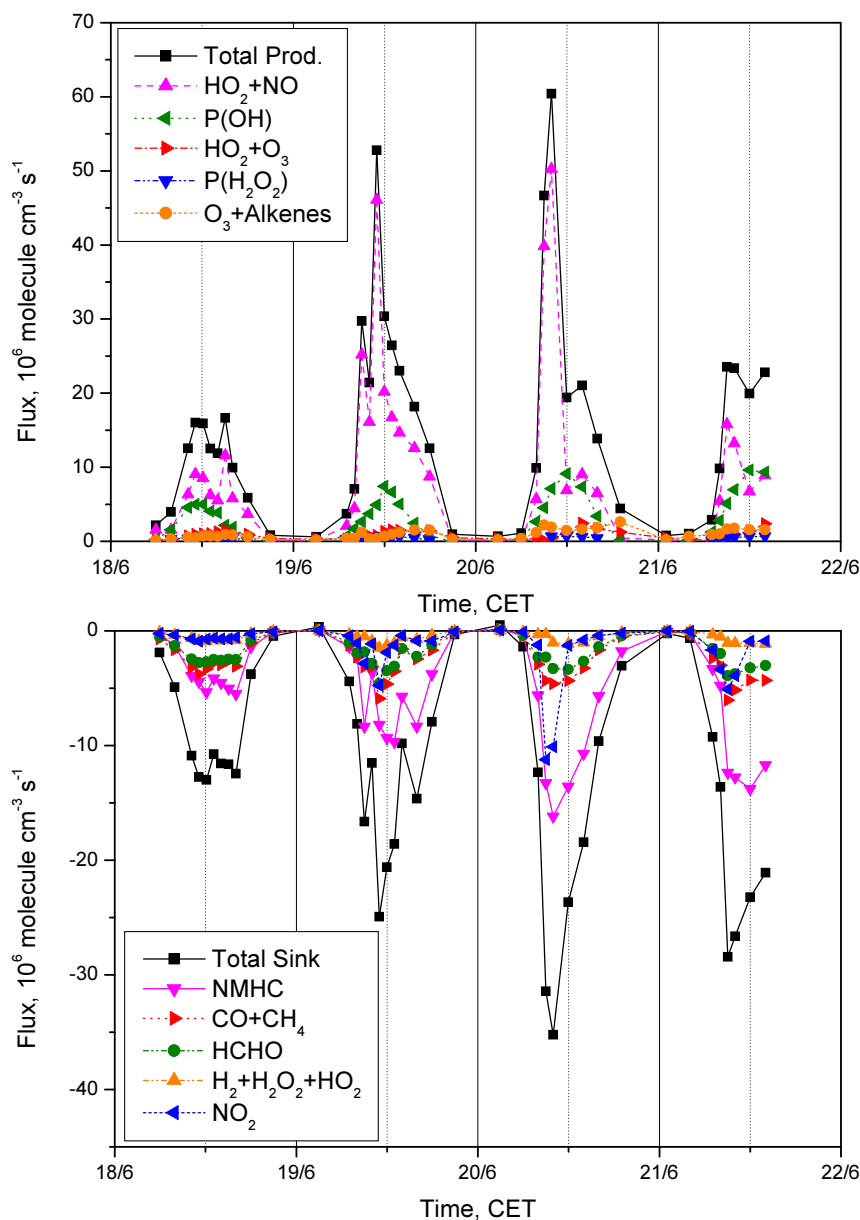 70
60
50
40
30
20
10
0
Flux, 10⁶ molecule cm⁻³ s⁻¹
Total Prod.
HO₂+NO
P(OH)
HO₂+O₃
P(H₂O₂)
O₃+Alkenes
18/6 19/6 20/6 21/6 22/6
Time, CET
0
-10
-20
-30
-40
Flux, 10⁶ molecule cm⁻³ s⁻¹
Total Sink
NMHC
CO+CH₄
HCHO
H₂+H₂O₂+HO₂
NO₂
18/6 19/6 20/6 21/6 22/6
Time, CET